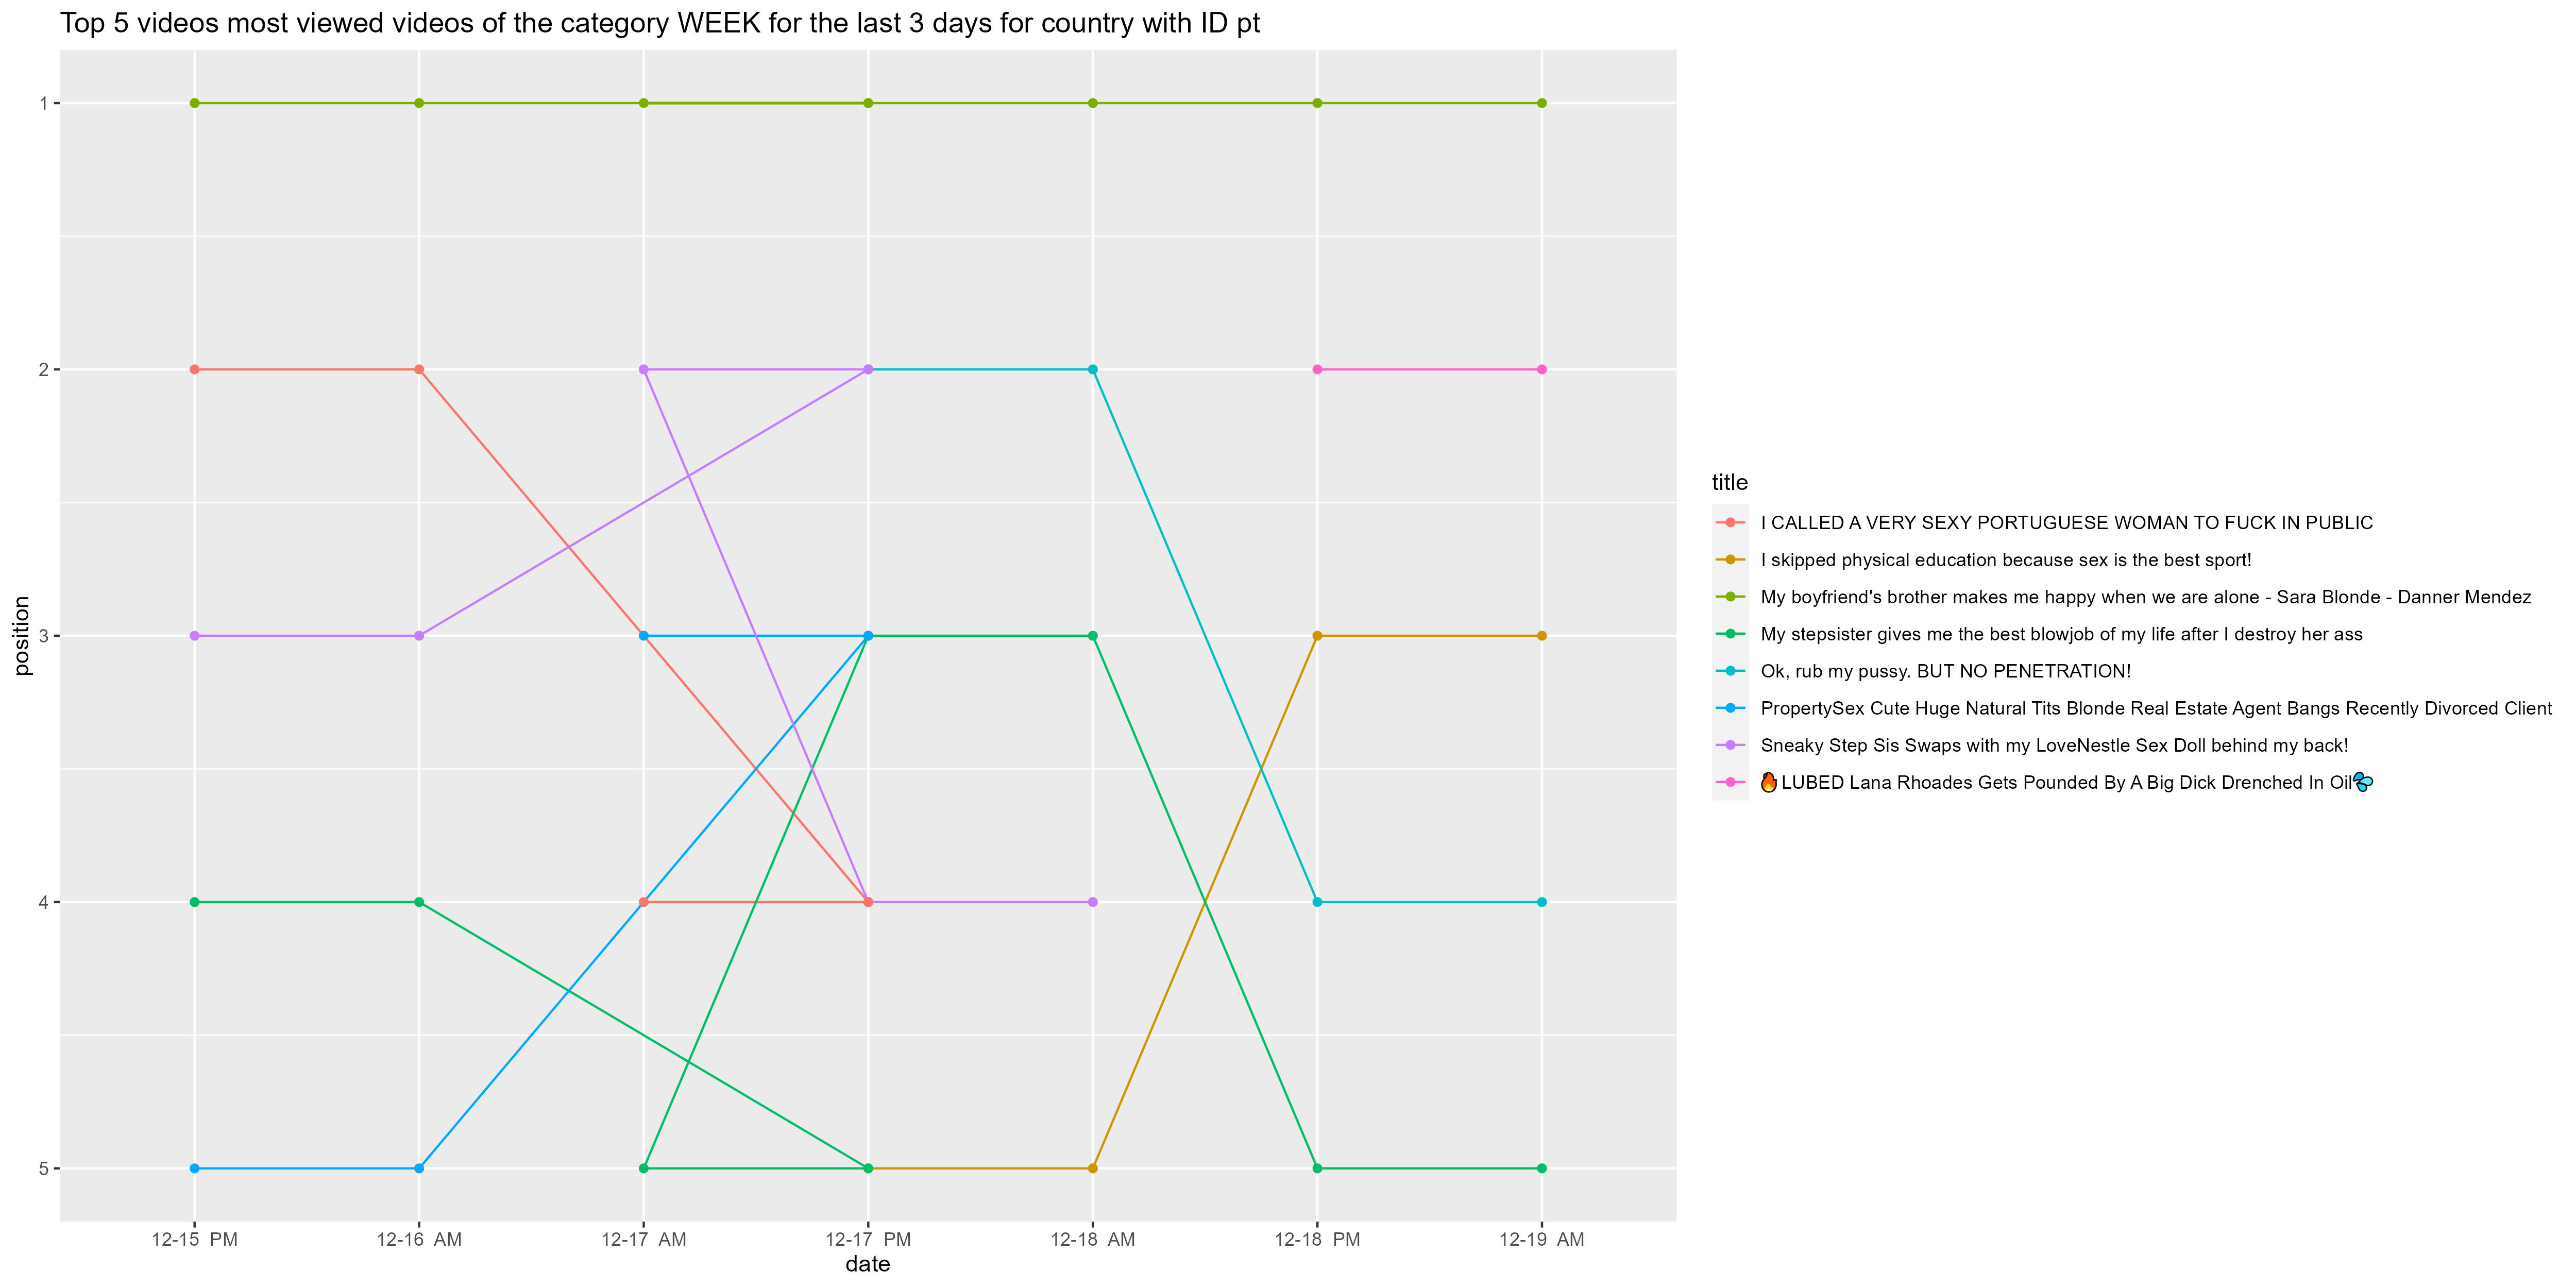 Top 5 videos most viewed videos of the category WEEK for the last 3 days for country with ID pt
position
1
2
3
4
5
12-15 PM
12-16 AM
12-17 AM
12-17 PM
12-18 AM
12-18 PM
12-19 AM
date
title
I CALLED A VERY SEXY PORTUGUESE WOMAN TO FUCK IN PUBLIC
I skipped physical education because sex is the best sport!
My boyfriend's brother makes me happy when we are alone - Sara Blonde - Danner Mendez
My stepsister gives me the best blowjob of my life after I destroy her ass
Ok, rub my pussy. BUT NO PENETRATION!
PropertySex Cute Huge Natural Tits Blonde Real Estate Agent Bangs Recently Divorced Client
Sneaky Step Sis Swaps with my LoveNestle Sex Doll behind my back!
🔥LUBED Lana Rhoades Gets Pounded By A Big Dick Drenched In Oil💦